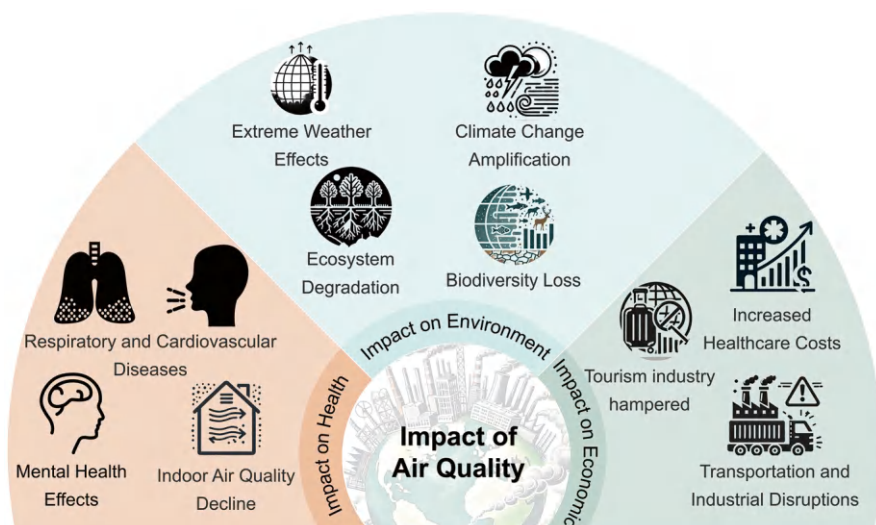 Extreme Weather
Effects
Climate Change
Amplification
Ecosystem
Degradation
Biodiversity Loss
Respiratory and Cardiovascular
Diseases
Mental Health
Effects
Indoor Air Quality
Decline
Increased
Healthcare Costs
Tourism industry
hampered
Transportation and
Industrial Disruptions
Impact on Health
Impact on Environment
Impact on Economic
Impact of
Air Quality